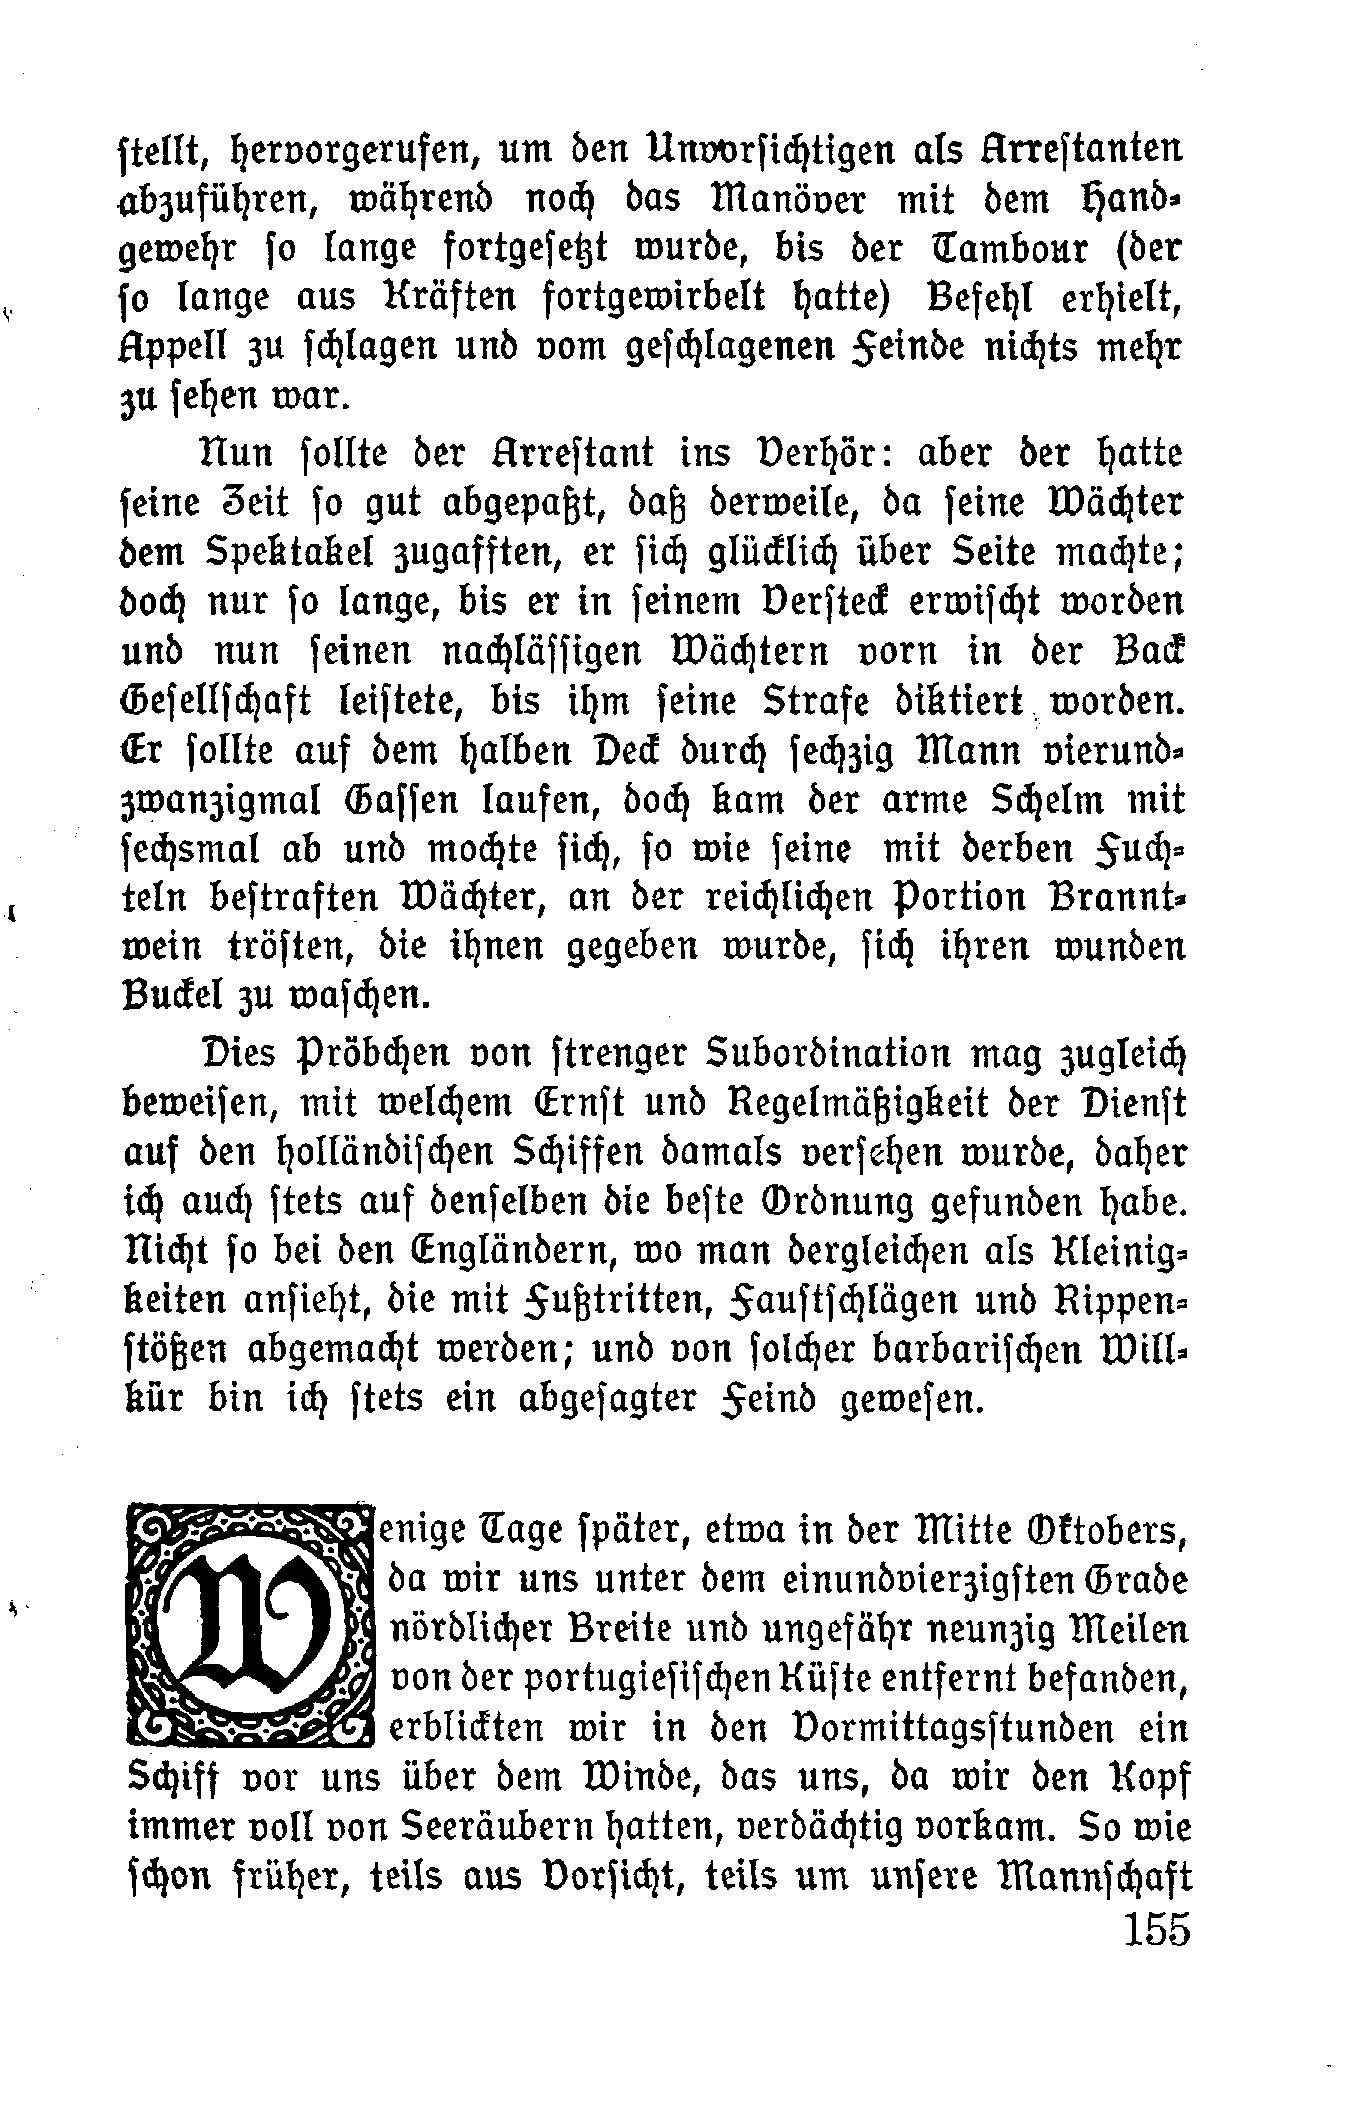 stellt, hervorgerufen, um den Unvorsichtigen als Arrestanten
abzuführen, während noch das Manöver mit dem Hand-
gewehr so lange fortgesetzt wurde, bis der Tambour (der
so lange aus Kräften fortgewirbelt hatte) Befehl erhielt,
Appell zu schlagen und vom geschlagenen Feinde nichts mehr
zu sehen war.
Nun sollte der Arrestant ins Verhör: aber der hatte
seine Zeit so gut abgepaßt, daß derweile, da seine Wächter
dem Spektakel zugafften, er sich glücklich über Seite machte;
doch nur so lange, bis er in seinem Versteck erwischt worden
und nun seinen nachlässigen Wächtern vorn in der Back
Gesellschaft leistete, bis ihm seine Strafe diktiert worden.
Er sollte auf dem halben Deck durch sechzig Mann vierund-
zwanzigmal Gassen laufen, doch kam der arme Schelm mit
sechsmal ab und mochte sich, so wie seine mit derben Fuch-
teln bestraften Wächter, an der reichlichen Portion Brannt-
wein trösten, die ihnen gegeben wurde, sich ihren wunden
Buckel zu waschen.
Dies Pröbchen von strenger Subordination mag zugleich
beweisen, mit welchem Ernst und Regelmäßigkeit der Dienst
auf den holländischen Schiffen damals versehen wurde, daher
ich auch stets auf denselben die beste Ordnung gefunden habe.
Nicht so bei den Engländern, wo man dergleichen als Kleinig-
keiten ansieht, die mit Fußtritten, Faustschlägen und Rippen-
stößen abgemacht werden; und von solcher barbarischen Will-
kür bin ich stets ein abgesagter Feind gewesen.
Wenige Tage später, etwa in der Mitte Oktobers,
da wir uns unter dem einundvierzigsten Grade
nördlicher Breite und ungefähr neunzig Meilen
von der portugiesischen Küste entfernt befanden,
erblickten wir in den Vormittagsstunden ein
Schiff vor uns über dem Winde, das uns, da wir den Kopf
immer voll von Seeräubern hatten, verdächtig vorkam. So wie
schon früher, teils aus Vorsicht, teils um unsere Mannschaft
155